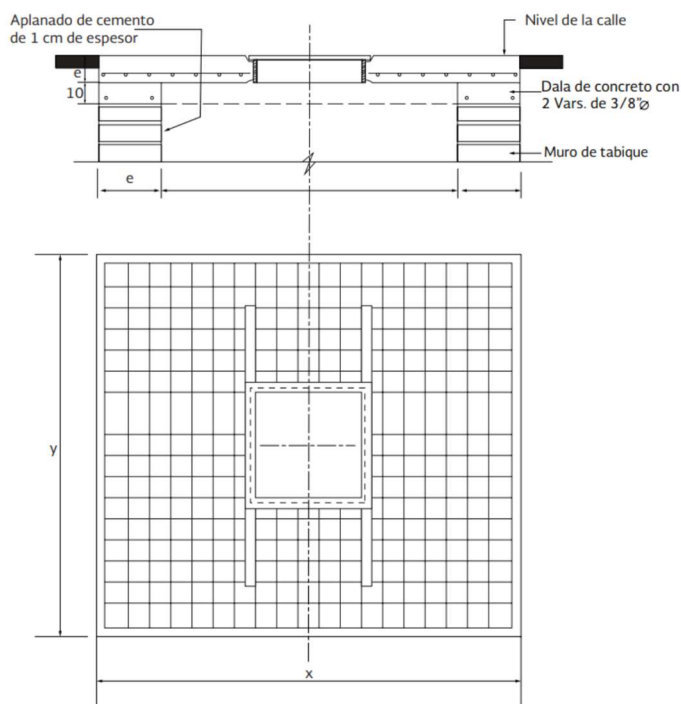 Aplanado de cemento
de 1 cm de espesor
Nivel de la calle
e
10
Dala de concreto con
2 Vars. de 3/8"ø
Muro de tabique
e
y
x